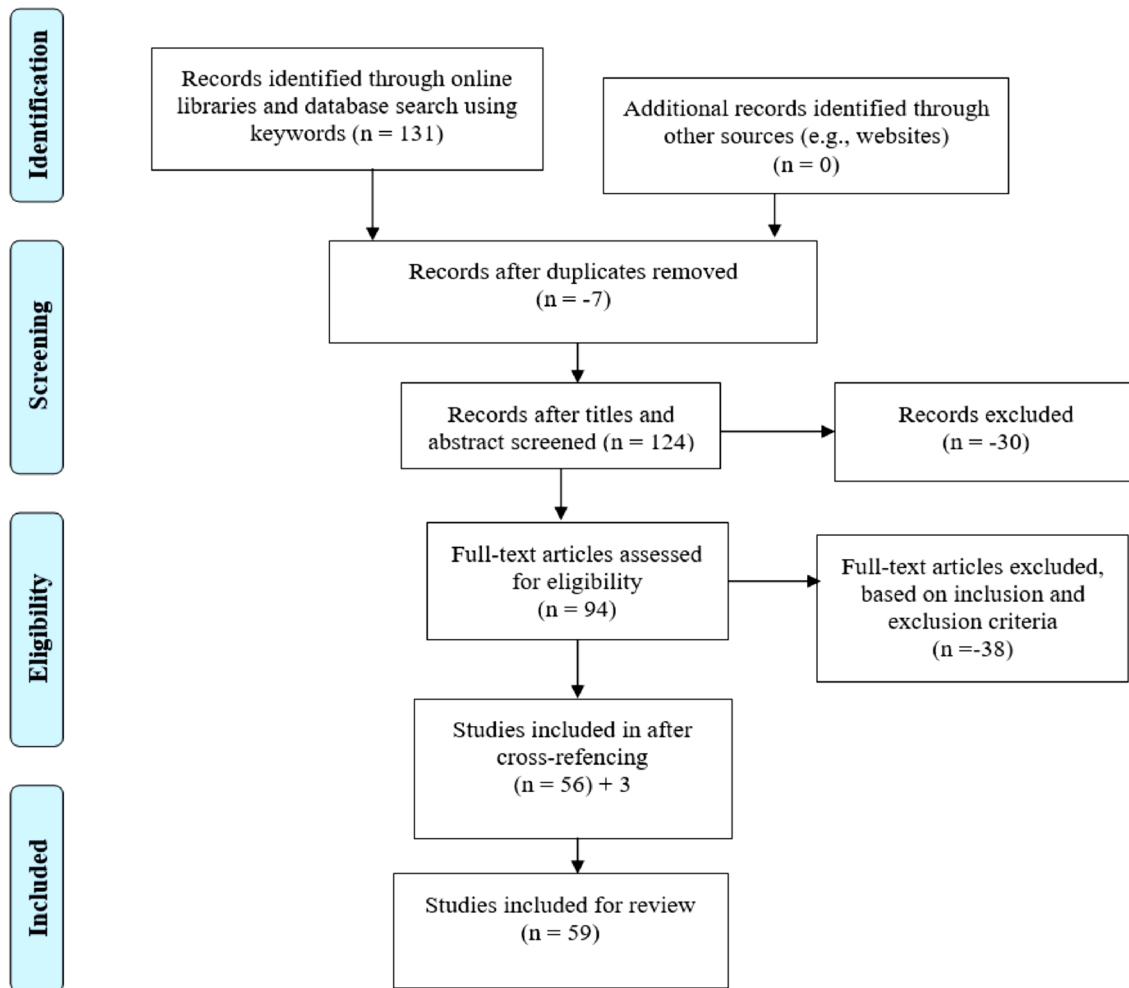 Identification
Records identified through online
libraries and database search using
keywords (n = 131)
Additional records identified through
other sources (e.g., websites)
(n = 0)
Screening
Records after duplicates removed
(n = -7)
Records after titles and
abstract screened (n = 124)
Records excluded
(n = -30)
Eligibility
Full-text articles assessed
for eligibility
(n = 94)
Full-text articles excluded,
based on inclusion and
exclusion criteria
(n =-38)
Studies included in after
cross-refencing
(n = 56) + 3
Included
Studies included for review
(n = 59)